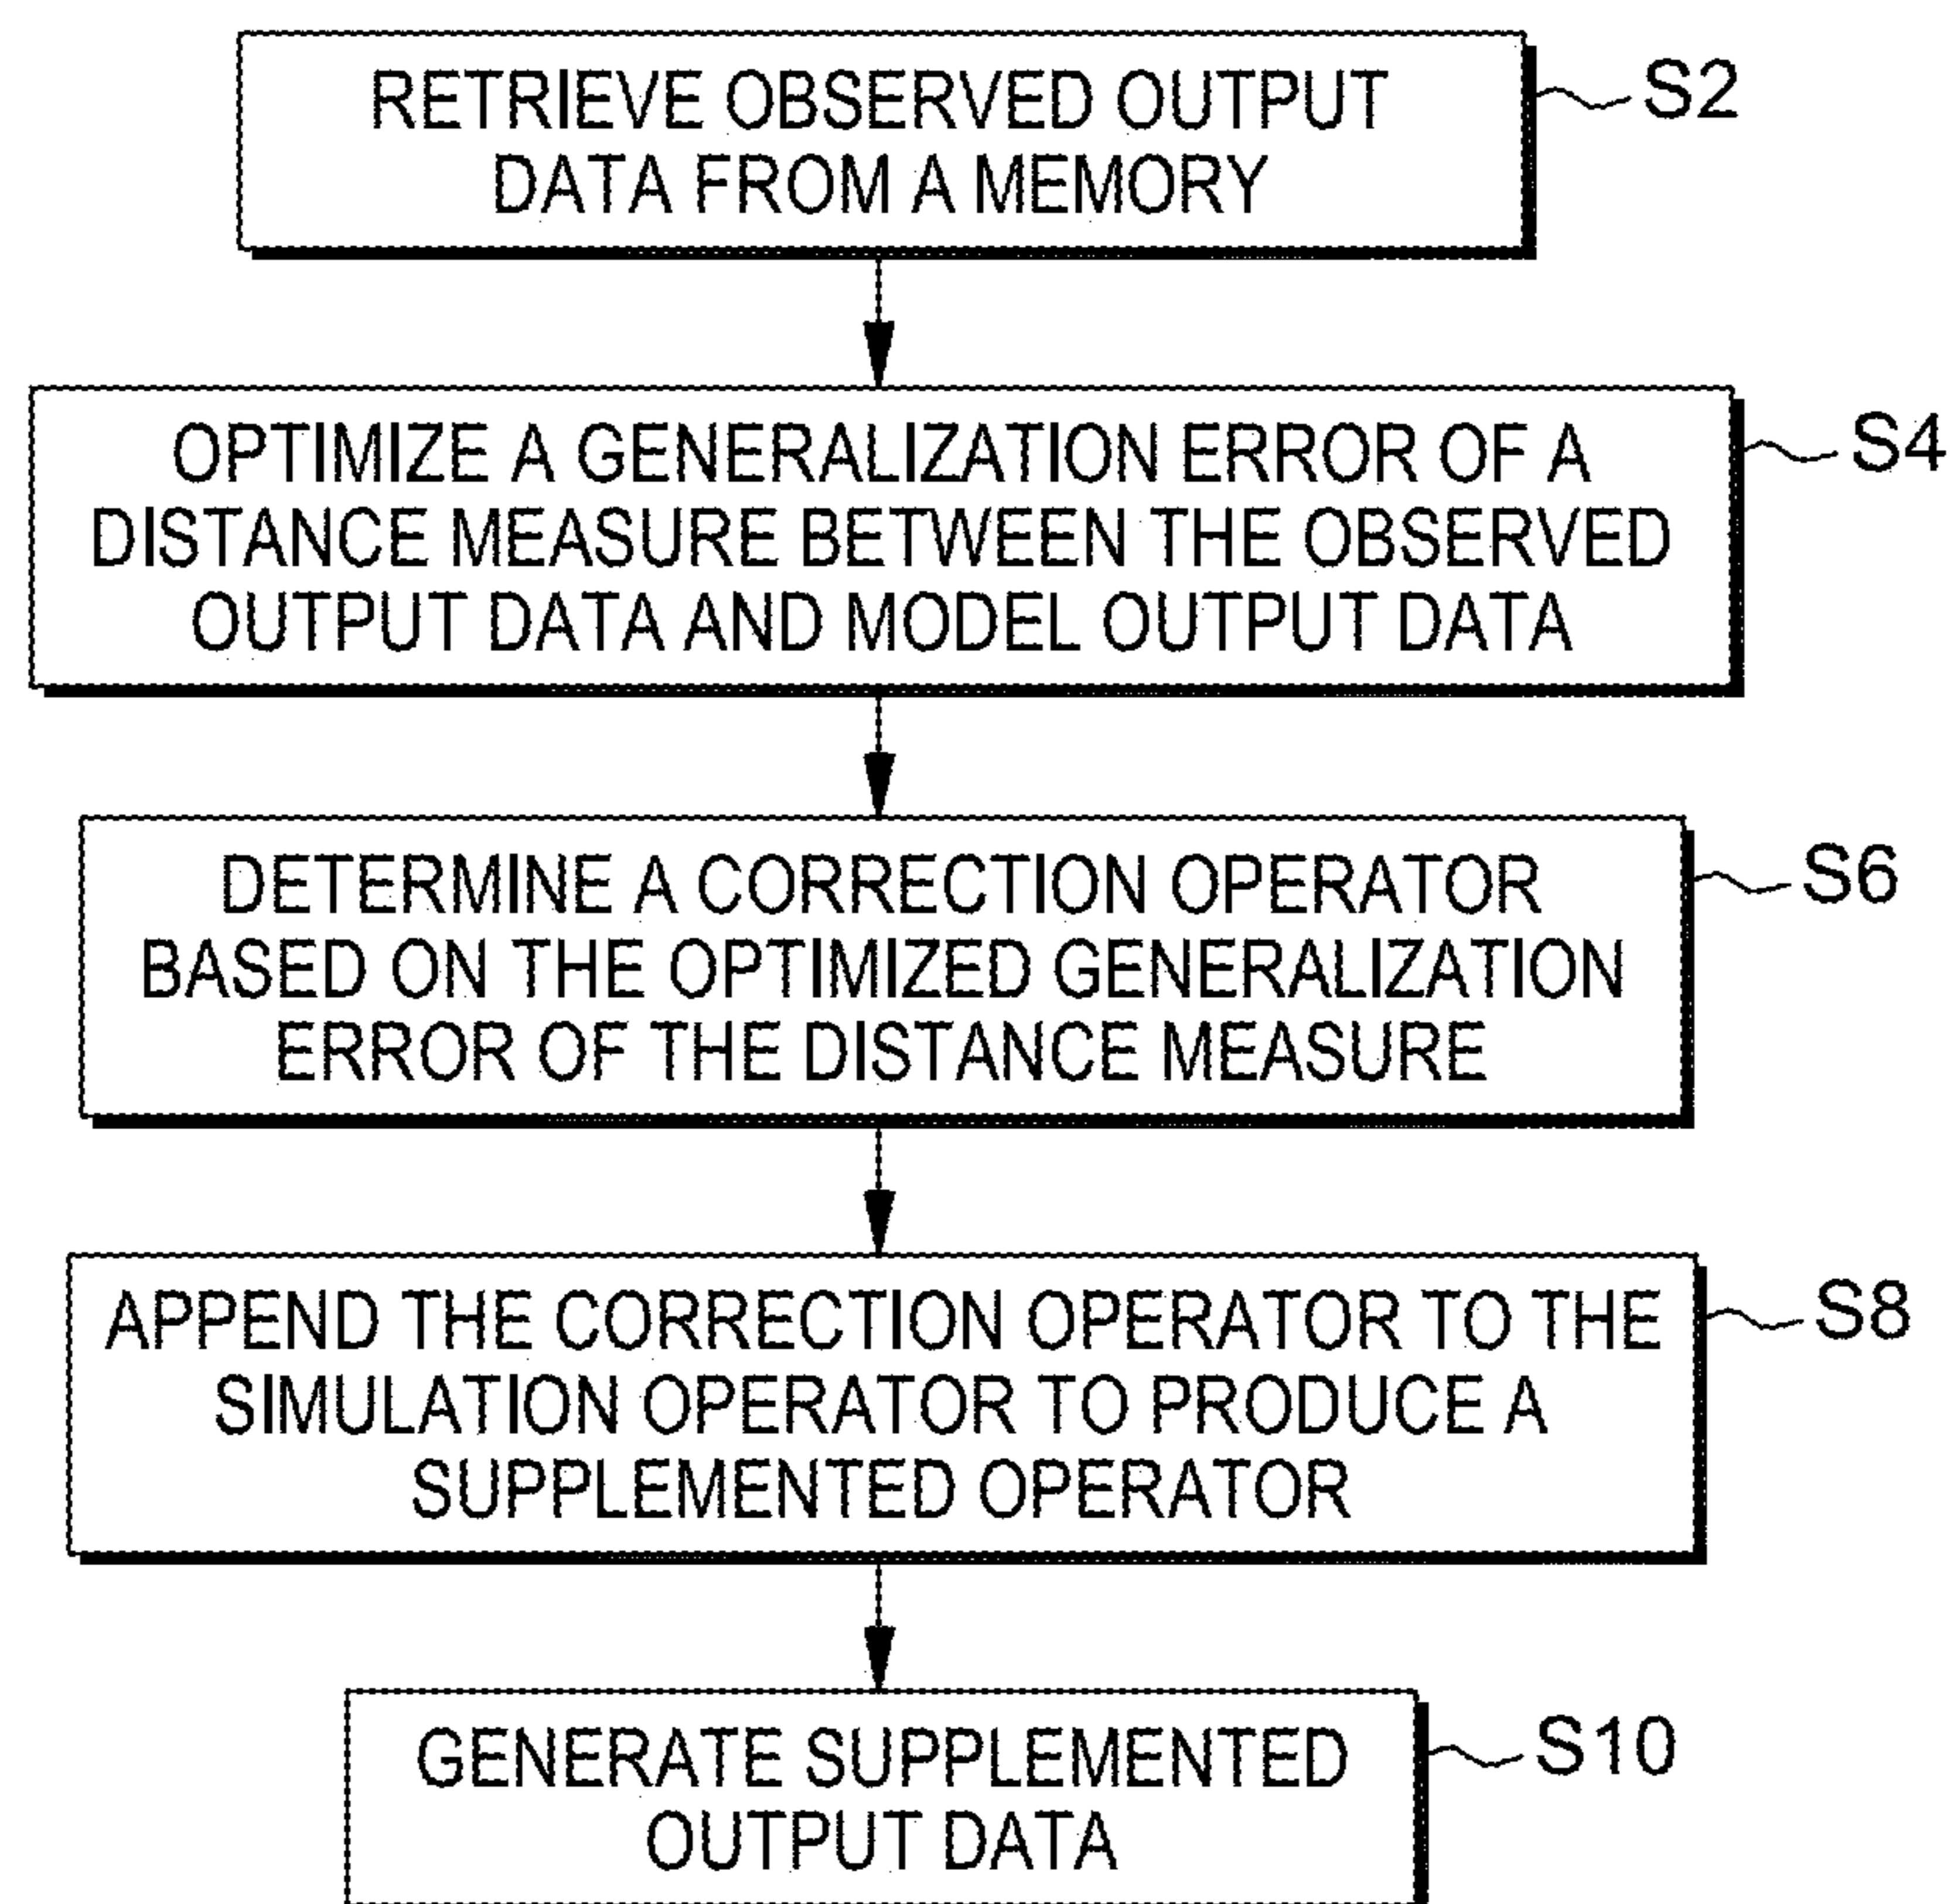 RETRIEVE OBSERVED OUTPUT
DATA FROM A MEMORY
S2
OPTIMIZE A GENERALIZATION ERROR OF A
DISTANCE MEASURE BETWEEN THE OBSERVED
OUTPUT DATA AND MODEL OUTPUT DATA
S4
DETERMINE A CORRECTION OPERATOR
BASED ON THE OPTIMIZED GENERALIZATION
ERROR OF THE DISTANCE MEASURE
S6
APPEND THE CORRECTION OPERATOR TO THE
SIMULATION OPERATOR TO PRODUCE A
SUPPLEMENTED OPERATOR
S8
GENERATE SUPPLEMENTED
OUTPUT DATA
S10